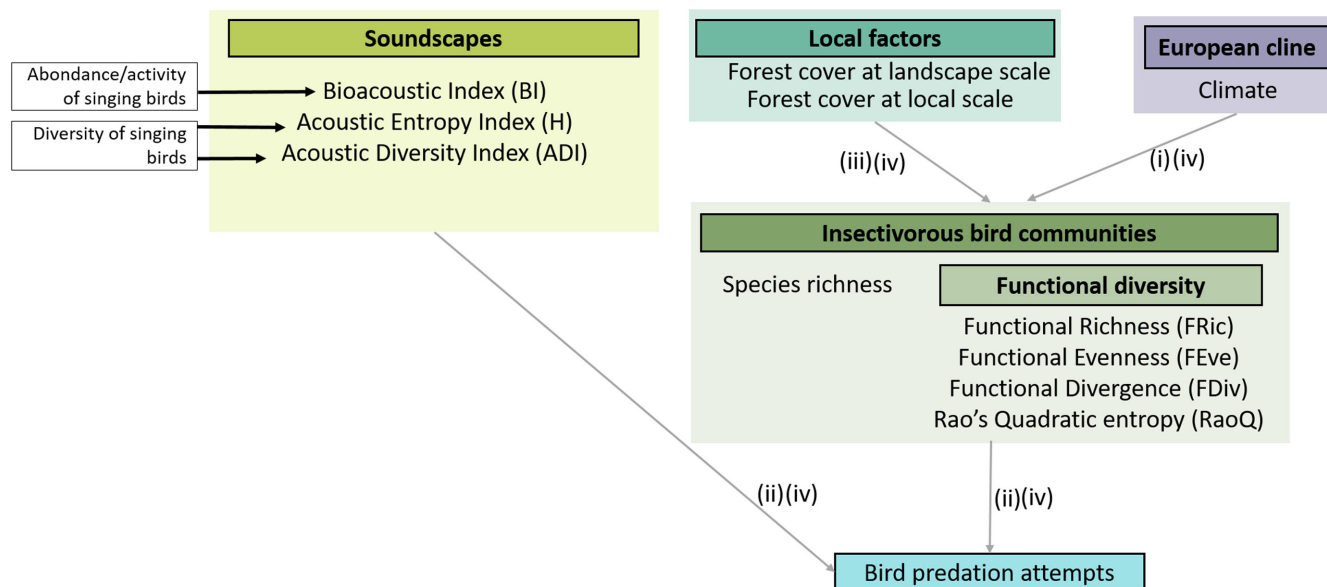 Soundscapes
Abondance/activity
of singing birds
Bioacoustic Index (BI)
Diversity of singing
birds
Acoustic Entropy Index (H)
Acoustic Diversity Index (ADI)
Local factors
Forest cover at landscape scale
Forest cover at local scale
European cline
Climate
(iii)(iv)
(i)(iv)
Insectivorous bird communities
Species richness
Functional diversity
Functional Richness (FRic)
Functional Evenness (FEve)
Functional Divergence (FDiv)
Rao’s Quadratic entropy (RaoQ)
(ii)(iv)
(ii)(iv)
Bird predation attempts